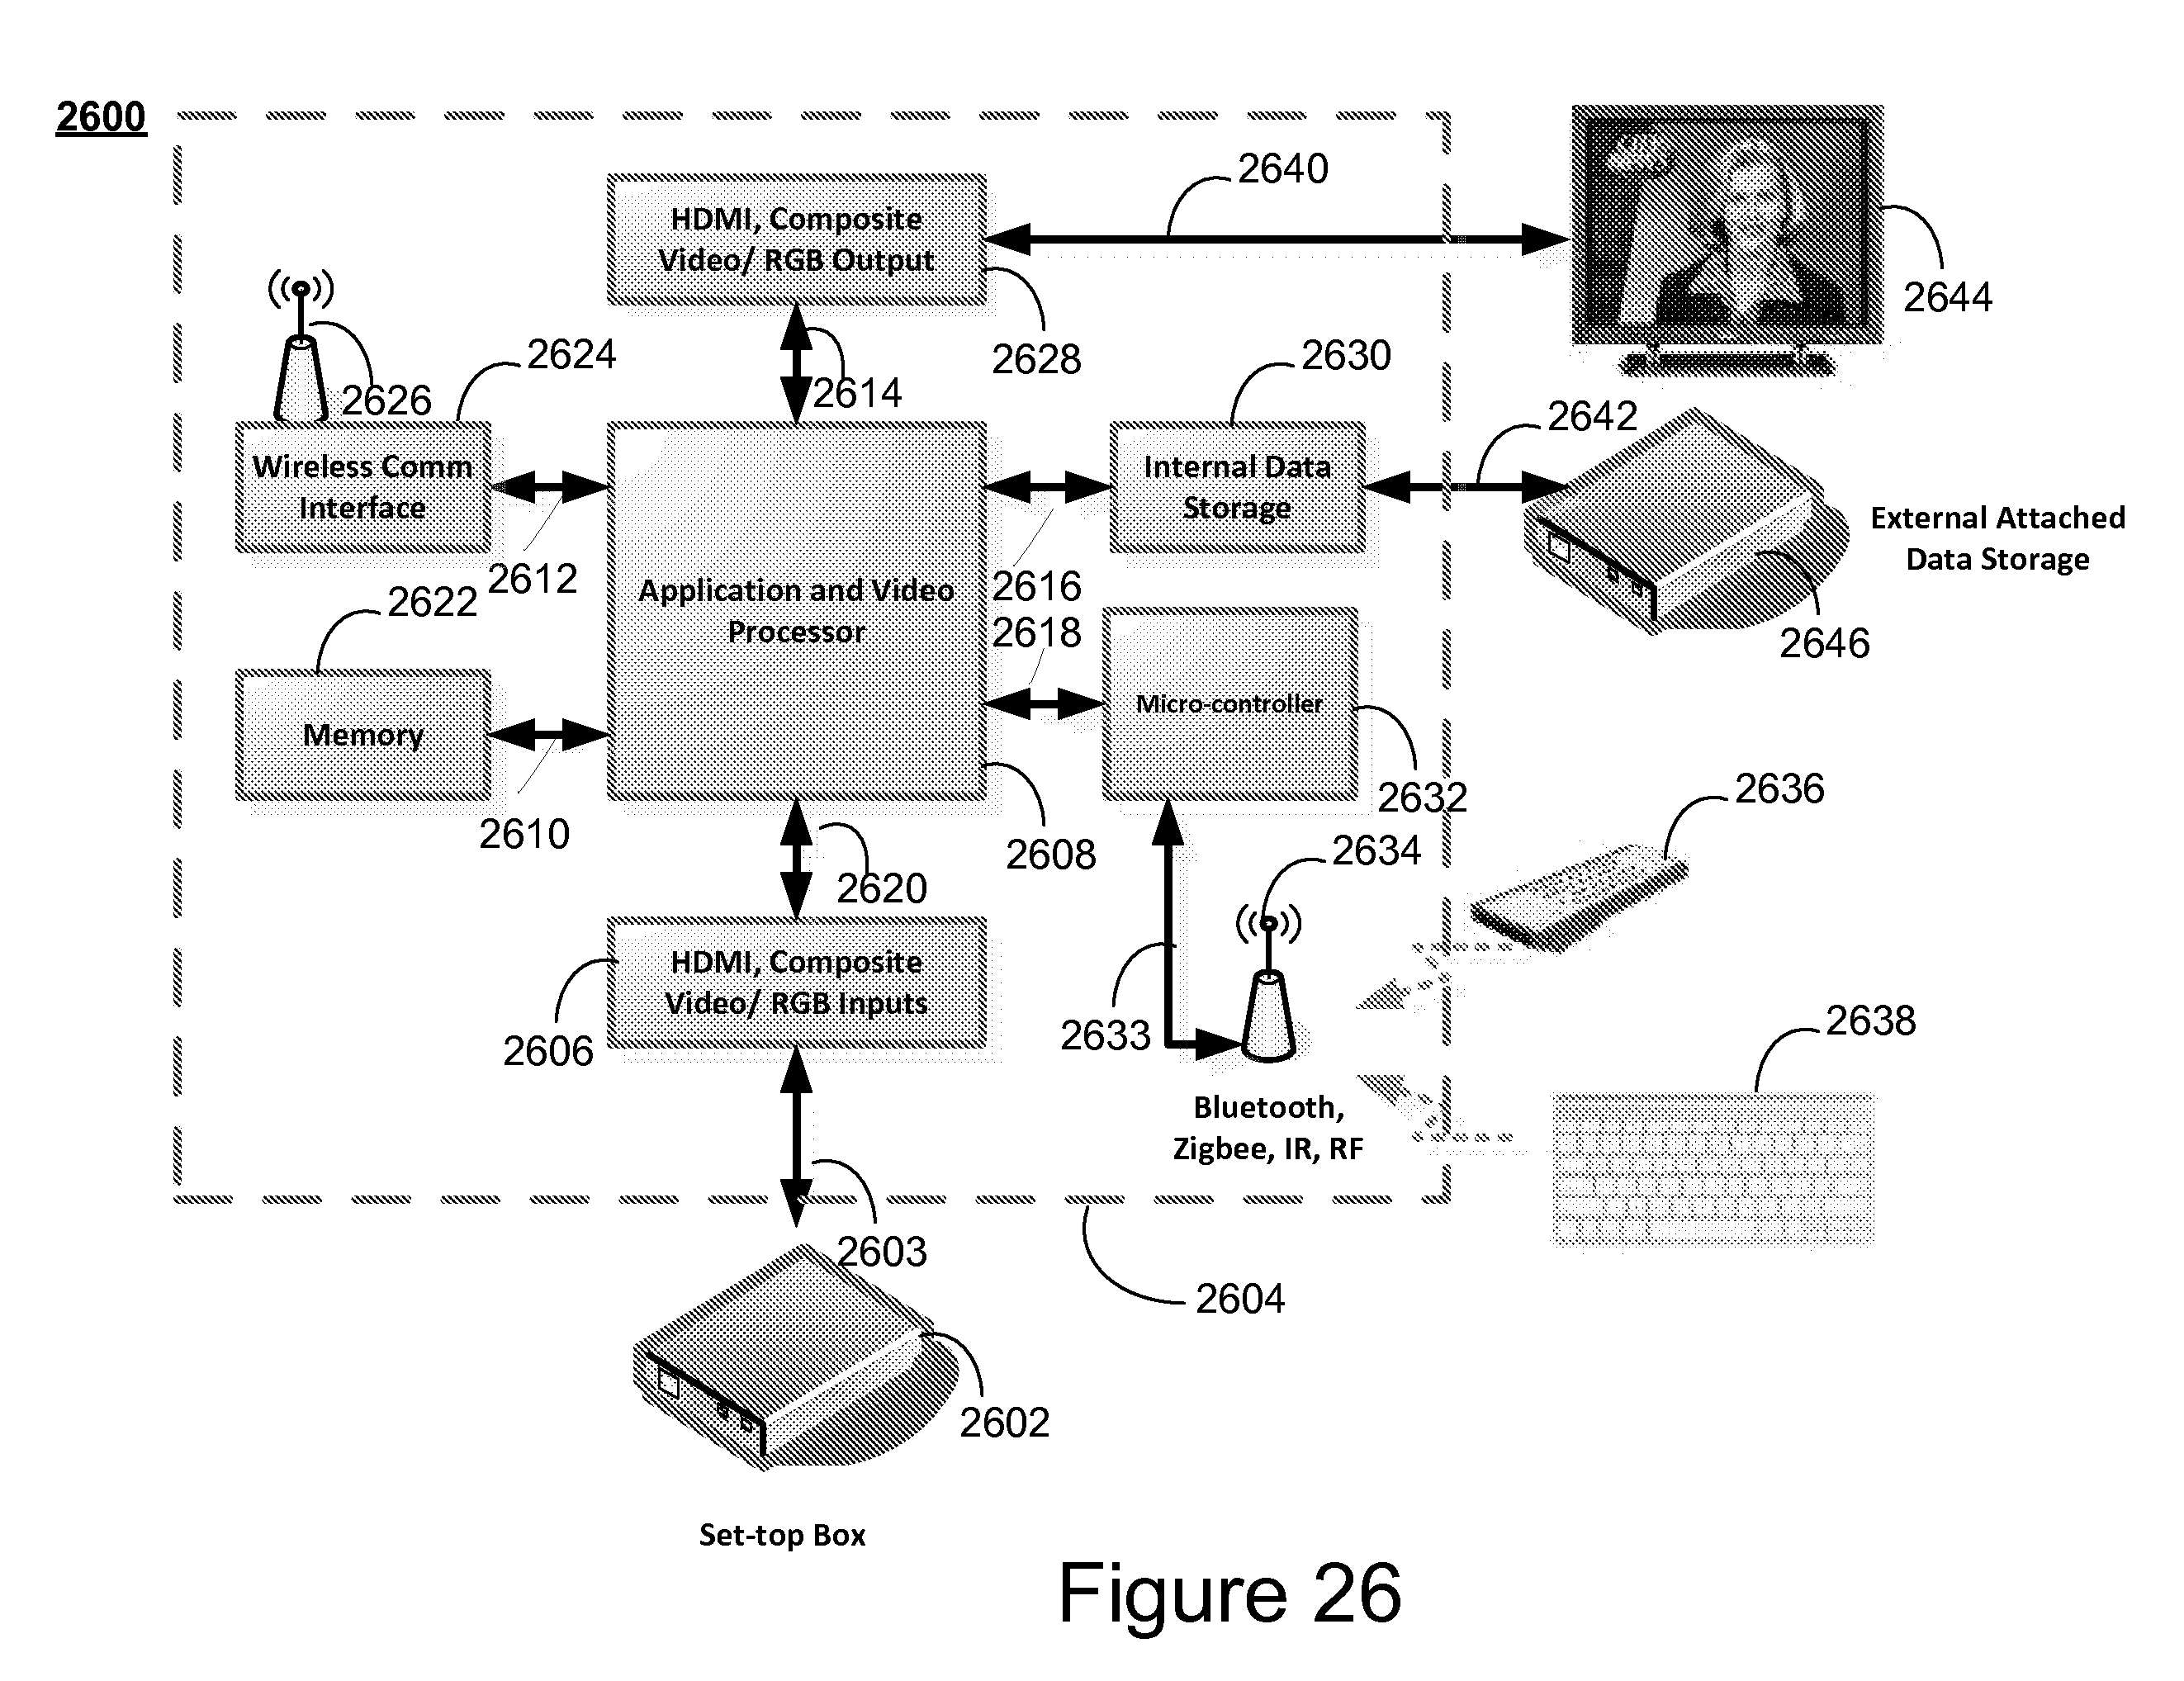 2600
2640
HDMI, Composite
Video/ RGB Output
2644
2628
2614
2624
2626
2630
2642
Wireless Comm
Interface
Internal Data
Storage
External Attached
Data Storage
2612
2616
Application and Video
Processor
2622
2618
2646
Memory
Micro-controller
2610
2608
2632
2636
2634
2620
HDMI, Composite
Video/ RGB Inputs
2606
2633
2638
Bluetooth,
Zigbee, IR, RF
2603
2604
2602
Set-top Box
Figure 26